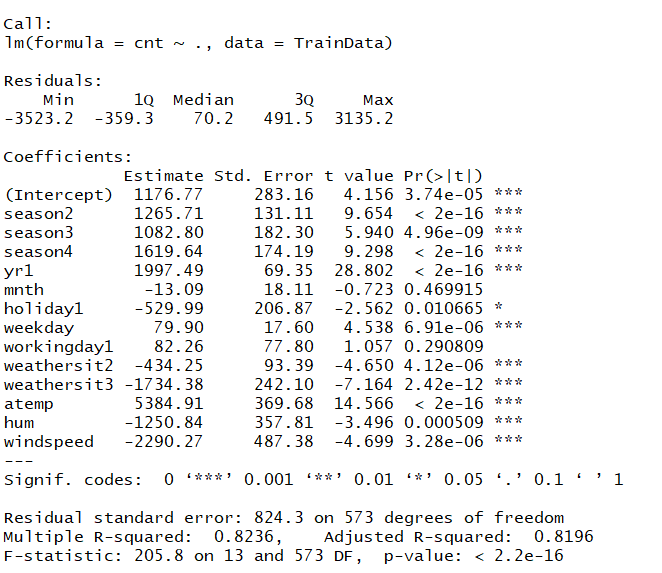 Call:
lm(formula = cnt ~ ., data = TrainData)
Residuals:
    Min      1Q  Median      3Q     Max
-3523.2  -359.3    70.2   491.5  3135.2
Coefficients:
            Estimate Std. Error t value Pr(>|t|)
(Intercept)  1176.77     283.16   4.156 3.74e-05 ***
season2      1265.71     131.11   9.654  < 2e-16 ***
season3      1082.80     182.30   5.940 4.96e-09 ***
season4      1619.64     174.19   9.298  < 2e-16 ***
yr1          1997.49      69.35  28.802  < 2e-16 ***
mnth          -13.09      18.11  -0.723 0.469915
holiday1     -529.99     206.87  -2.562 0.010665 *
weekday        79.90      17.60   4.538 6.91e-06 ***
workingday1    82.26      77.80   1.057 0.290809
weathersit2  -434.25      93.39  -4.650 4.12e-06 ***
weathersit3 -1734.38     242.10  -7.164 2.42e-12 ***
atemp        5384.91     369.68  14.566  < 2e-16 ***
hum         -1250.84     357.81  -3.496 0.000509 ***
windspeed   -2290.27     487.38  -4.699 3.28e-06 ***
---
Signif. codes:  0 ‘***’ 0.001 ‘**’ 0.01 ‘*’ 0.05 ‘.’ 0.1 ‘ ’ 1
Residual standard error: 824.3 on 573 degrees of freedom
Multiple R-squared:  0.8236,    Adjusted R-squared:  0.8196
F-statistic: 205.8 on 13 and 573 DF,  p-value: < 2.2e-16